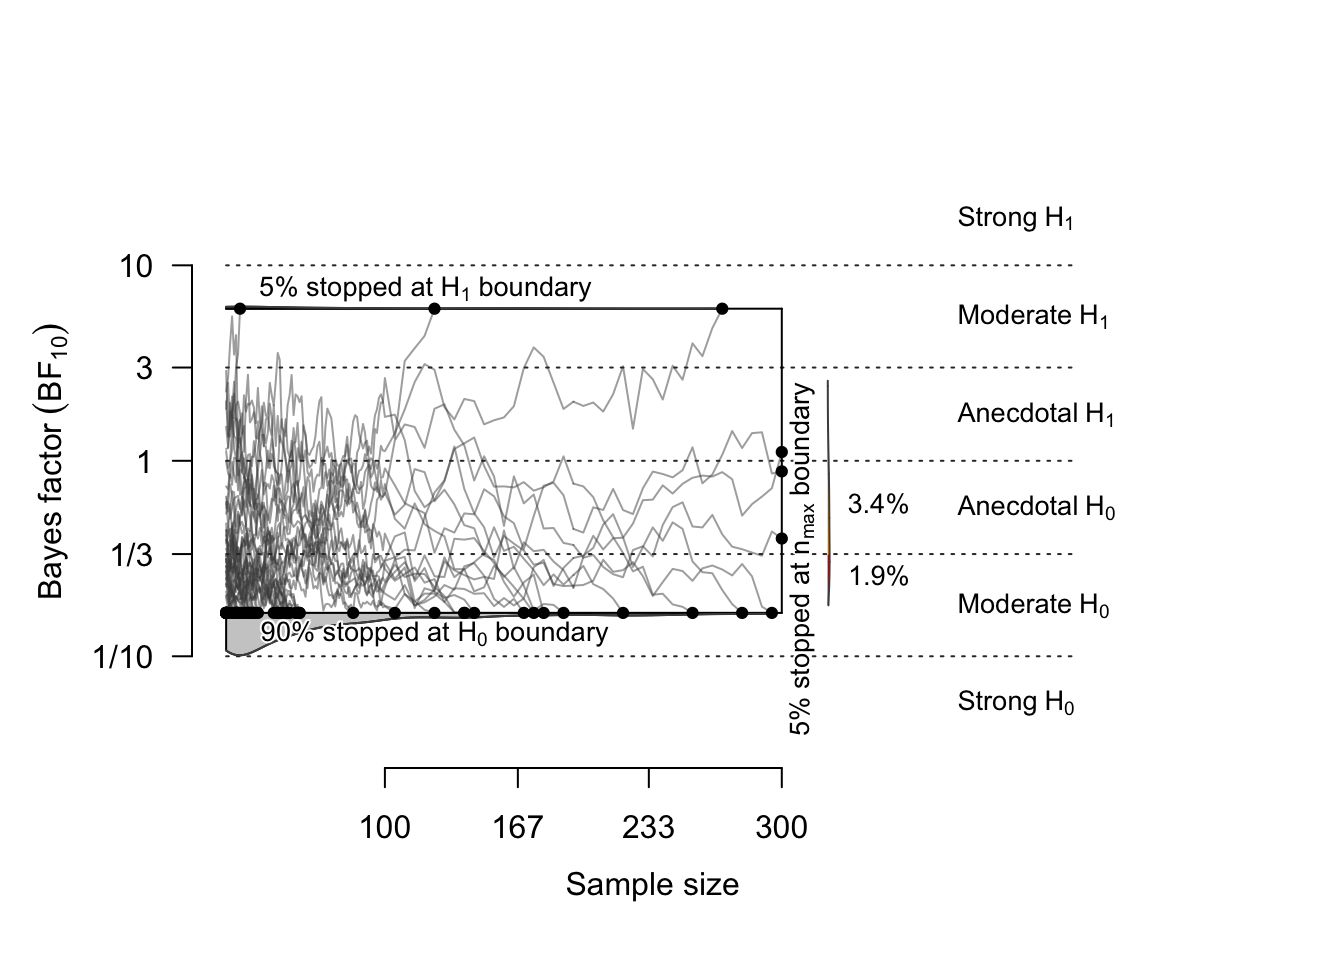 Strong H1
10
5% stopped at H1 boundary
Moderate H1
3
Anecdotal H1
1
3.4%
Anecdotal H0
1/3
1.9%
Moderate H0
90% stopped at H0 boundary
1/10
Strong H0
Bayes factor (BF10)
5% stopped at nmax boundary
100 167 233 300
Sample size